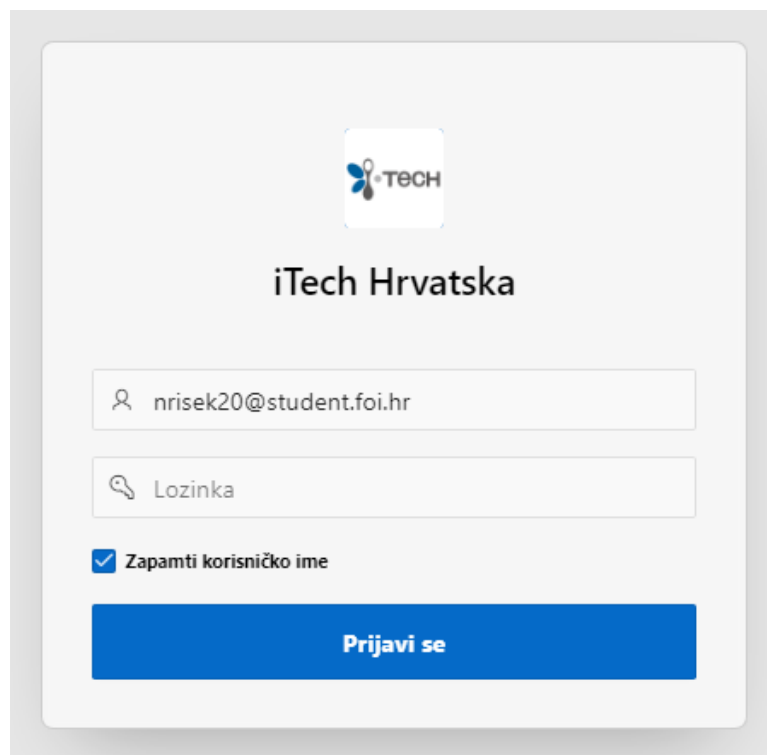 i-TECH
iTech Hrvatska
nrisek20@student.foi.hr
Lozinka
Zapamti korisničko ime
Prijavi se